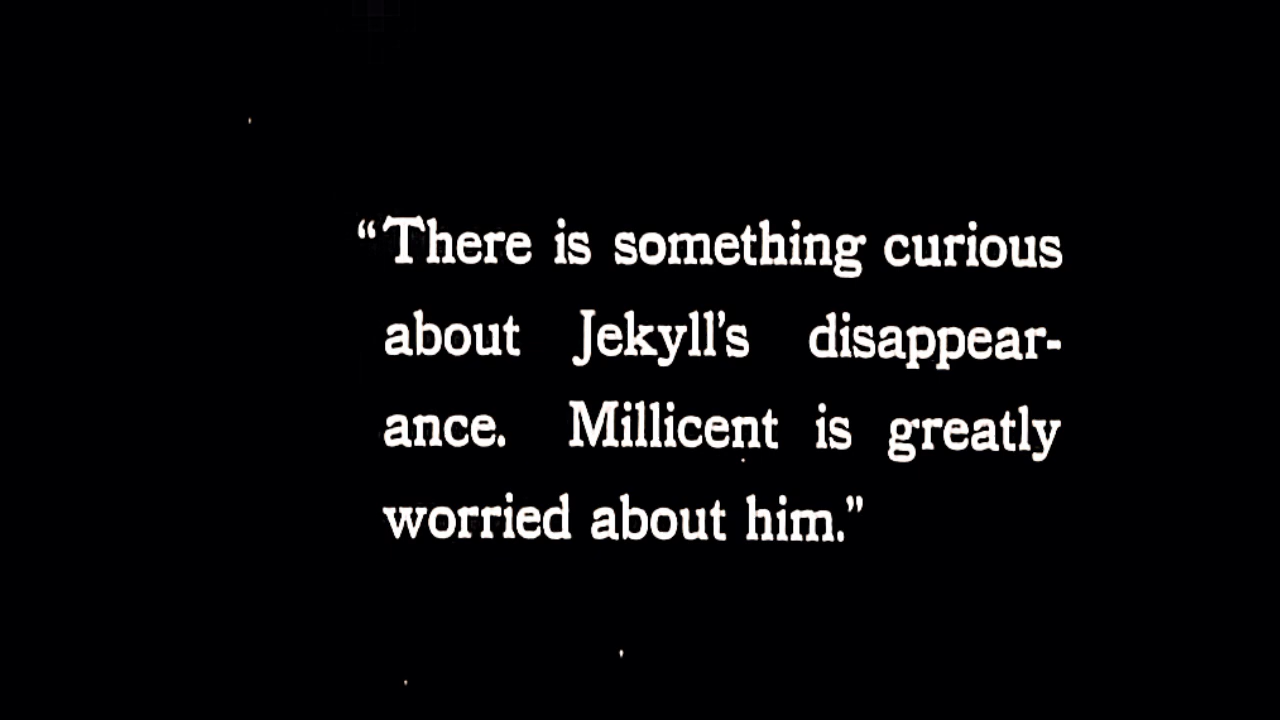 “There is something curious
about Jekyll’s disappear-
ance. Millicent is greatly
worried about him.”